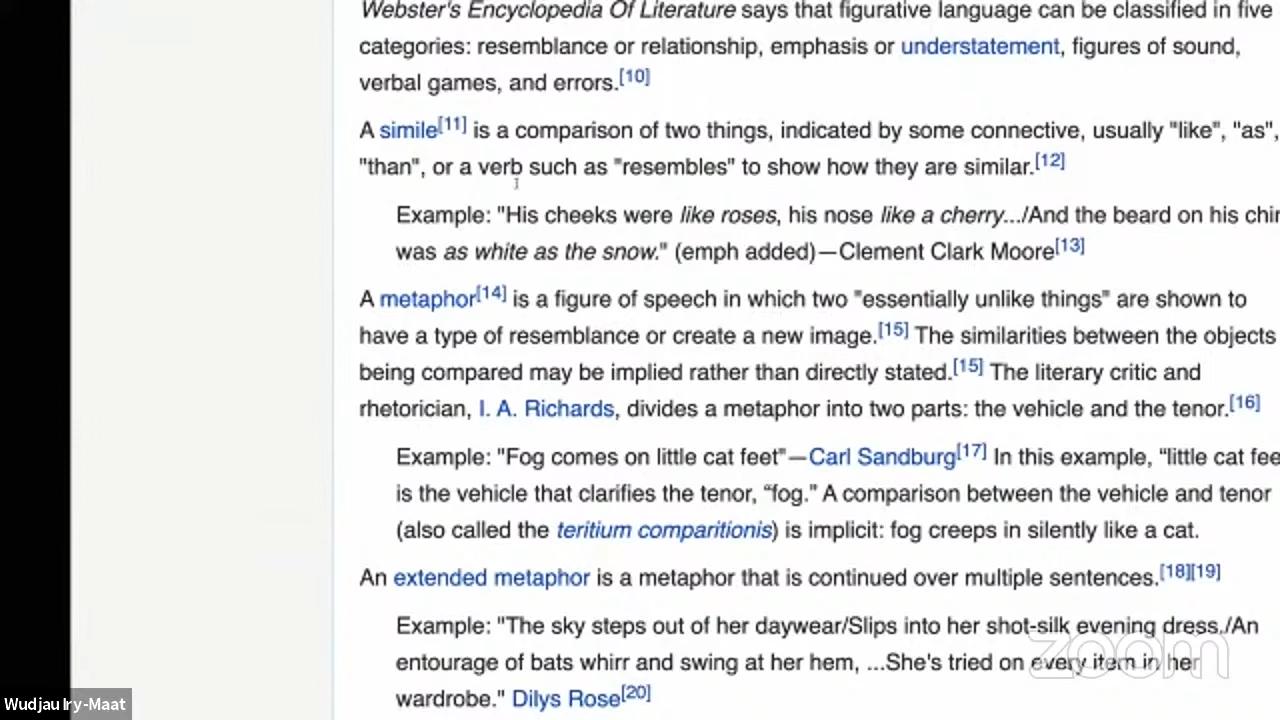 Webster's Encyclopedia Of Literature says that figurative language can be classified in five
categories: resemblance or relationship, emphasis or understatement, figures of sound,
verbal games, and errors.[10]
A simile[11] is a comparison of two things, indicated by some connective, usually "like", "as",
"than", or a verb such as "resembles" to show how they are similar.[12]
Example: "His cheeks were like roses, his nose like a cherry.../And the beard on his chin
was as white as the snow." (emph added)—Clement Clark Moore[13]
A metaphor[14] is a figure of speech in which two "essentially unlike things" are shown to
have a type of resemblance or create a new image.[15] The similarities between the objects
being compared may be implied rather than directly stated.[15] The literary critic and
rhetorician, I. A. Richards, divides a metaphor into two parts: the vehicle and the tenor.[16]
Example: "Fog comes on little cat feet"—Carl Sandburg[17] In this example, “little cat fee
is the vehicle that clarifies the tenor, “fog.” A comparison between the vehicle and tenor
(also called the teritium comparitionis) is implicit: fog creeps in silently like a cat.
An extended metaphor is a metaphor that is continued over multiple sentences.[18][19]
Example: "The sky steps out of her daywear/Slips into her shot-silk evening dress./An
entourage of bats whirr and swing at her hem, ...She's tried on every item in her
wardrobe." Dilys Rose[20]
zoom
Wudjau Iry-Maat